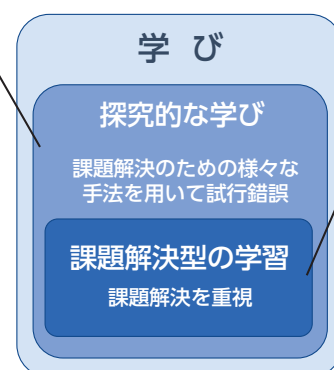 学 び
探究的な学び
課題解決のための様々な
手法を用いて試行錯誤
課題解決型の学習
課題解決を重視